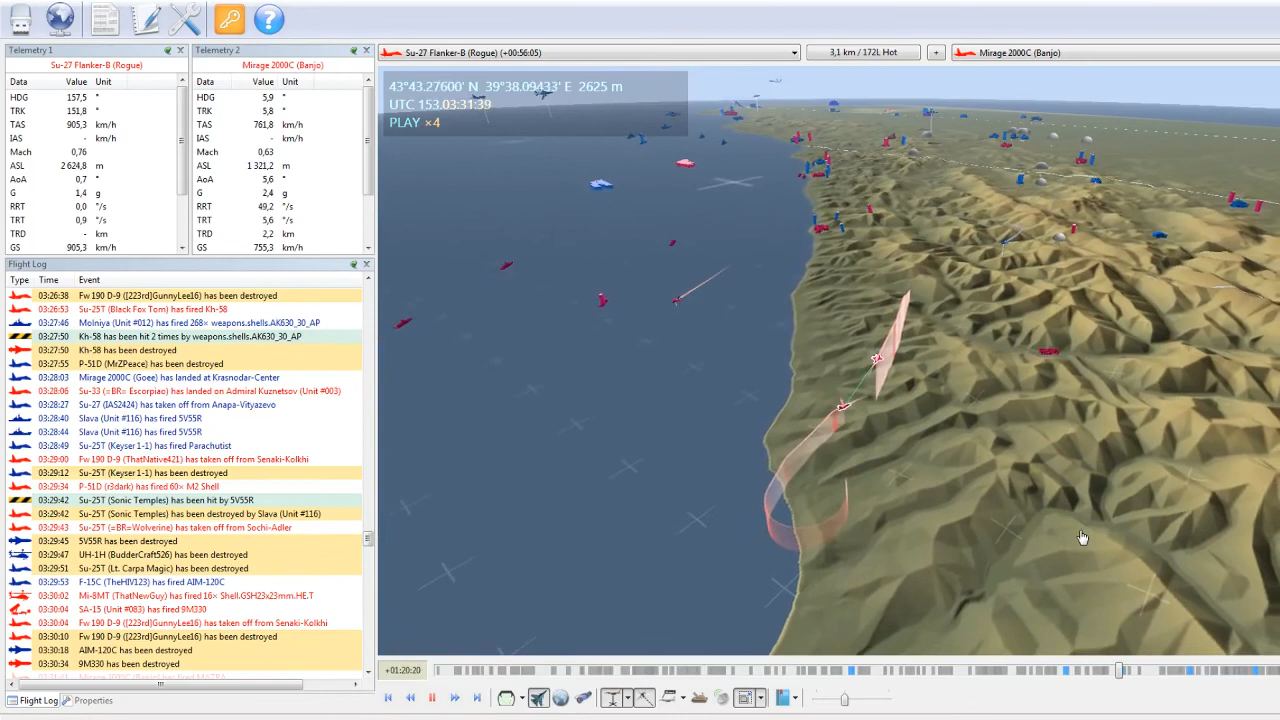 Telemetry 1
Su-27 Flanker-B (Rogue)
Data Value Unit
HDG 157,5 °
TRK 151,8 °
TAS 905,3 km/h
IAS - km/h
Mach 0,76
ASL 2 624,8 m
AoA 0,7 °
G 1,4 g
RRT 0,0 °/s
TRT 0,9 °/s
TRD - km
GS 905,3 km/h
Telemetry 2
Mirage 2000C (Banjo)
Data Value Unit
HDG 5,9 °
TRK 5,8 °
TAS 761,8 km/h
IAS - km/h
Mach 0,63
ASL 1 321,2 m
AoA 5,6 °
G 2,4 g
RRT 49,2 °/s
TRT 5,6 °/s
TRD 2,2 km
GS 755,3 km/h
Su-27 Flanker-B (Rogue) (+00:56:05)
3,1 km / 172L Hot
+
Mirage 2000C (Banjo)
43°43.27600' N 39°38.09433' E 2625 m
UTC 153.03:31:39
PLAY ×4
Flight Log
Type Time Event
03:26:38 Fw 190 D-9 ([223rd]GunnyLee16) has been destroyed
03:26:53 Su-25T (Black Fox Tom) has fired Kh-58
03:27:46 Molniya (Unit #012) has fired 268× weapons.shells.AK630_30_AP
03:27:50 Kh-58 has been hit 2 times by weapons.shells.AK630_30_AP
03:27:50 Kh-58 has been destroyed
03:27:55 P-51D (MrZPeace) has been destroyed
03:28:03 Mirage 2000C (Goee) has landed at Krasnodar-Center
03:28:06 Su-33 (=BR= Escorpiao) has landed on Admiral Kuznetsov (Unit #003)
03:28:27 Su-27 (IAS2424) has taken off from Anapa-Vityazevo
03:28:40 Slava (Unit #116) has fired 5V55R
03:28:44 Slava (Unit #116) has fired 5V55R
03:28:49 Su-25T (Keyser 1-1) has fired Parachutist
03:29:00 Fw 190 D-9 (ThatNative421) has taken off from Senaki-Kolkhi
03:29:12 Su-25T (Keyser 1-1) has been destroyed
03:29:34 P-51D (r3dark) has fired 60× M2 Shell
03:29:42 Su-25T (Sonic Temples) has been hit by 5V55R
03:29:42 Su-25T (Sonic Temples) has been destroyed by Slava (Unit #116)
03:29:43 Su-25T (=BR=Wolverine) has taken off from Sochi-Adler
03:29:45 5V55R has been destroyed
03:29:47 UH-1H (BudderCraft526) has been destroyed
03:29:51 Su-25T (Lt. Carpa Magic) has been destroyed
03:29:53 F-15C (TheHIV123) has fired AIM-120C
03:30:02 Mi-8MT (ThatNewGuy) has fired 16× Shell.GSH23x23mm.HE.T
03:30:04 SA-15 (Unit #083) has fired 9M330
03:30:04 Fw 190 D-9 ([223rd]GunnyLee16) has taken off from Senaki-Kolkhi
03:30:10 Fw 190 D-9 ([223rd]GunnyLee16) has been destroyed
03:30:18 AIM-120C has been destroyed
03:30:34 9M330 has been destroyed
Flight Log Properties
+01:20:20